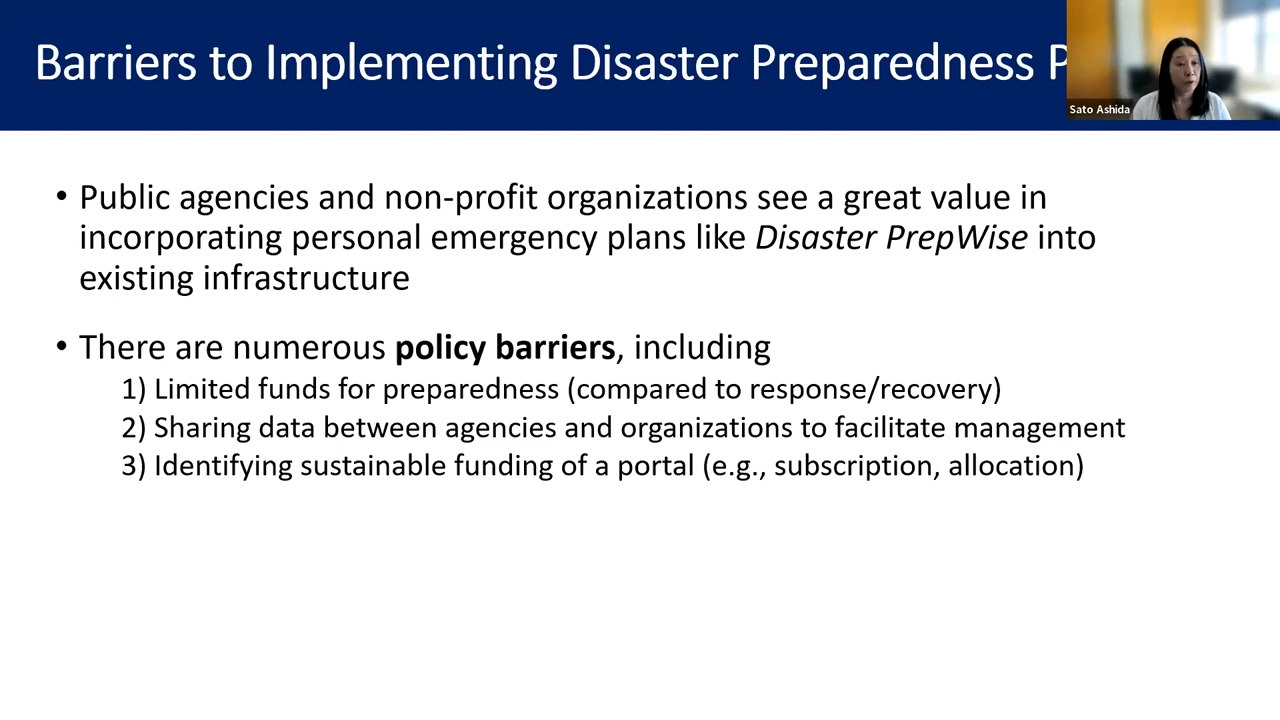 Barriers to Implementing Disaster Preparedness P
Sato Ashida
• Public agencies and non-profit organizations see a great value in
incorporating personal emergency plans like Disaster PrepWise into
existing infrastructure
• There are numerous policy barriers, including
1) Limited funds for preparedness (compared to response/recovery)
2) Sharing data between agencies and organizations to facilitate management
3) Identifying sustainable funding of a portal (e.g., subscription, allocation)